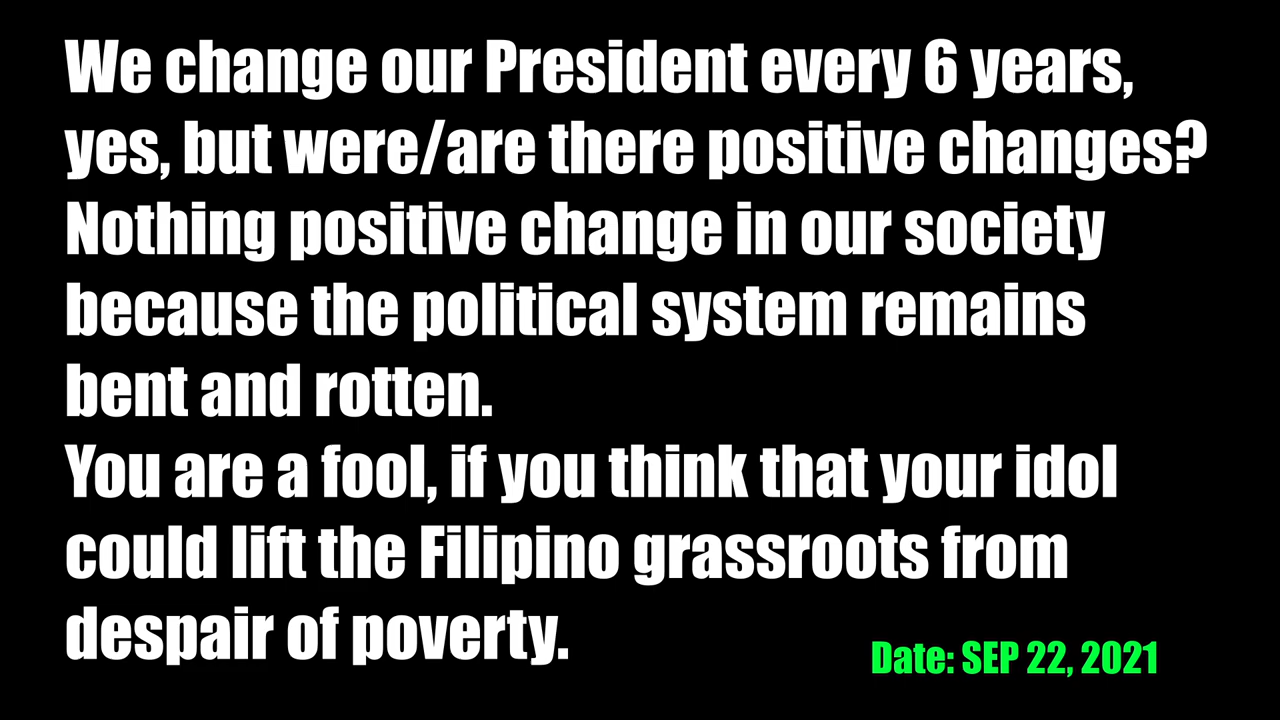 We change our President every 6 years,
yes, but were/are there positive changes?
Nothing positive change in our society
because the political system remains
bent and rotten.
You are a fool, if you think that your idol
could lift the Filipino grassroots from
despair of poverty.
Date: SEP 22, 2021